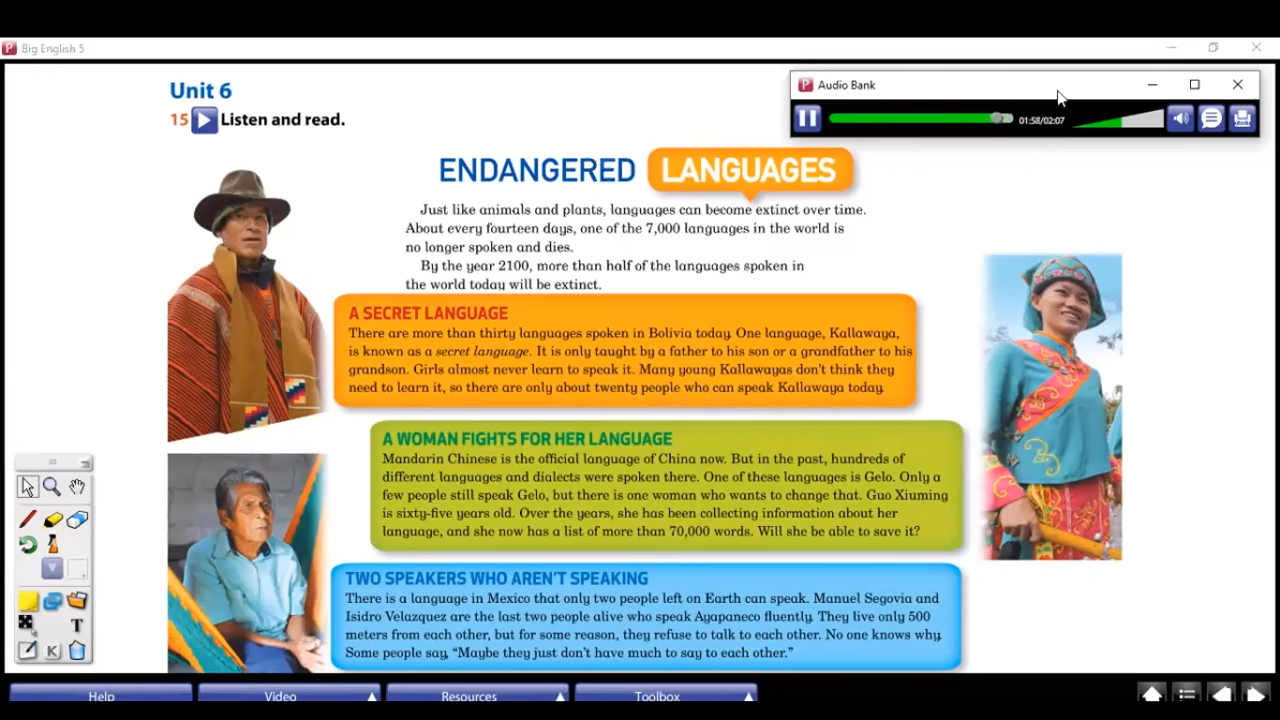 Big English 5
Unit 6
15 Listen and read.
Audio Bank
01:58/02:07
ENDANGERED LANGUAGES
Just like animals and plants, languages can become extinct over time.
About every fourteen days, one of the 7,000 languages in the world is
no longer spoken and dies.
By the year 2100, more than half of the languages spoken in
the world today will be extinct.
A SECRET LANGUAGE
There are more than thirty languages spoken in Bolivia today. One language, Kallawaya,
is known as a secret language. It is only taught by a father to his son or a grandfather to his
grandson. Girls almost never learn to speak it. Many young Kallawayas don't think they
need to learn it, so there are only about twenty people who can speak Kallawaya today.
A WOMAN FIGHTS FOR HER LANGUAGE
Mandarin Chinese is the official language of China now. But in the past, hundreds of
different languages and dialects were spoken there. One of these languages is Gelo. Only a
few people still speak Gelo, but there is one woman who wants to change that. Guo Xiuming
is sixty-five years old. Over the years, she has been collecting information about her
language, and she now has a list of more than 70,000 words. Will she be able to save it?
TWO SPEAKERS WHO AREN'T SPEAKING
There is a language in Mexico that only two people left on Earth can speak. Manuel Segovia and
Isidro Velazquez are the last two people alive who speak Ayapaneco fluently. They live only 500
meters from each other, but for some reason, they refuse to talk to each other. No one knows why.
Some people say, "Maybe they just don't have much to say to each other."
T
K
Help
Video
Resources
Toolbox